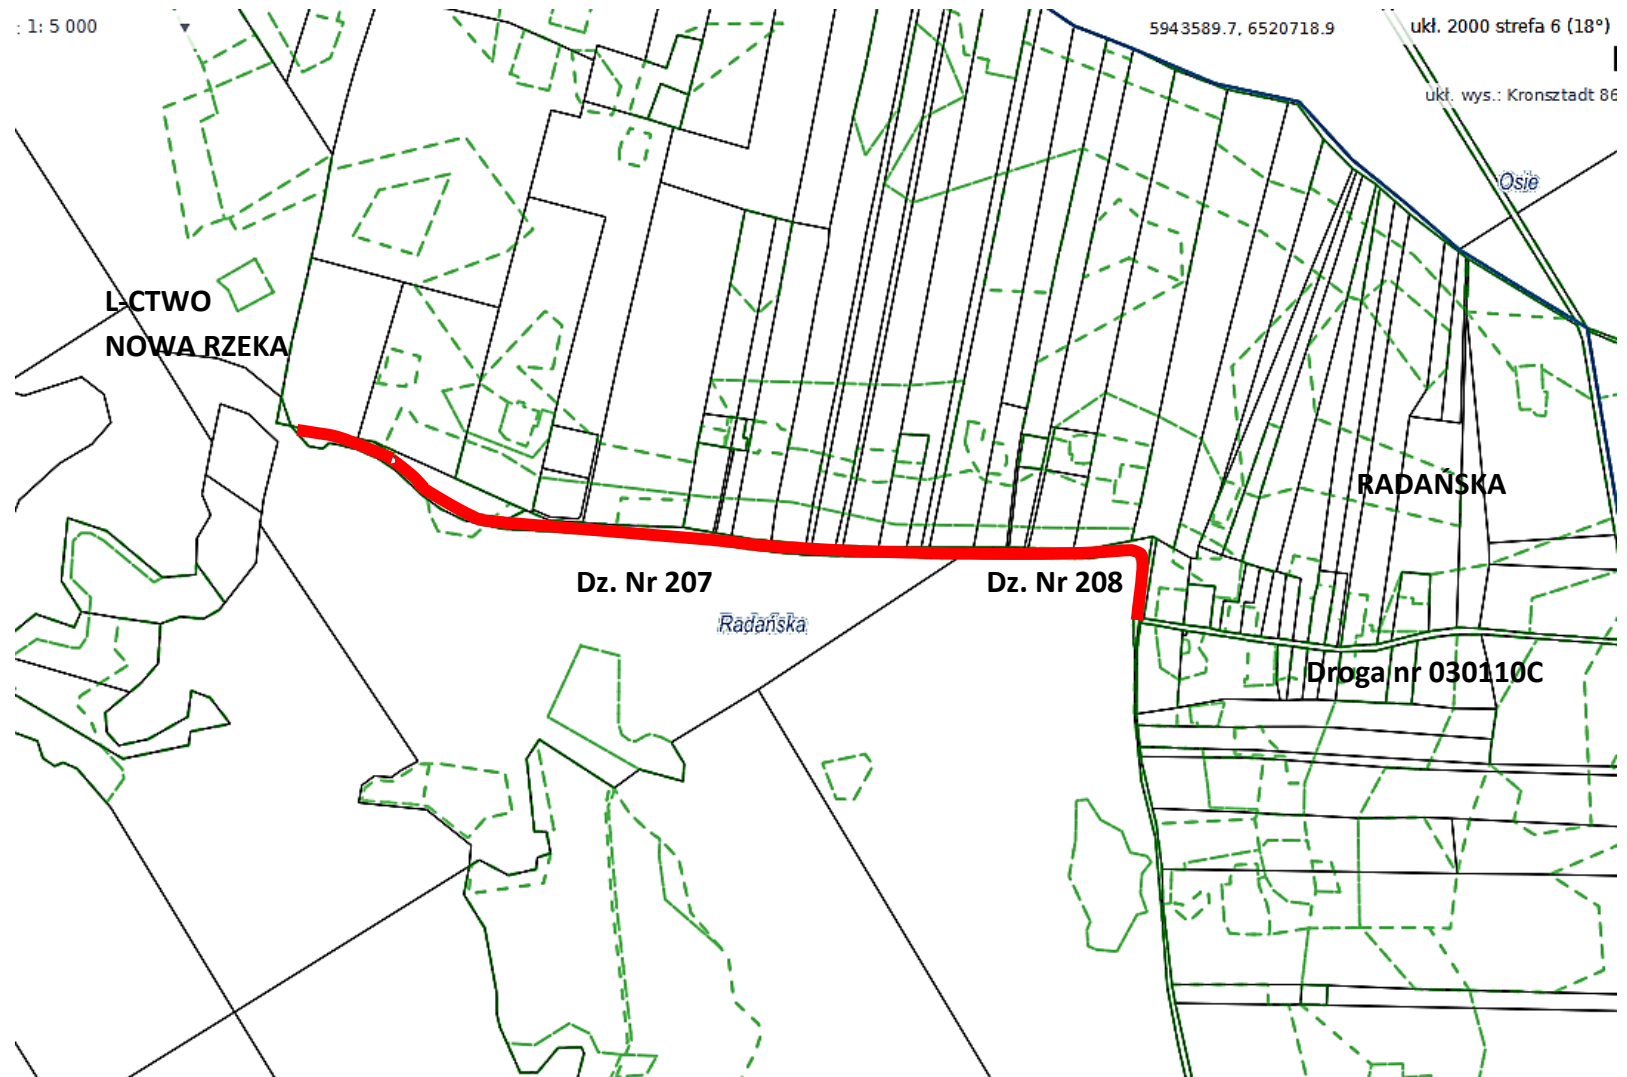 : 1: 5 000
5943589.7, 6520718.9
ukł. 2000 strefa 6 (18°)
ukł. wys.: Kronsztadt 86
Osie
L-CTWO
NOWA RZEKA
RADAŃSKA
Dz. Nr 207
Dz. Nr 208
Radańska
Droga nr 030110C